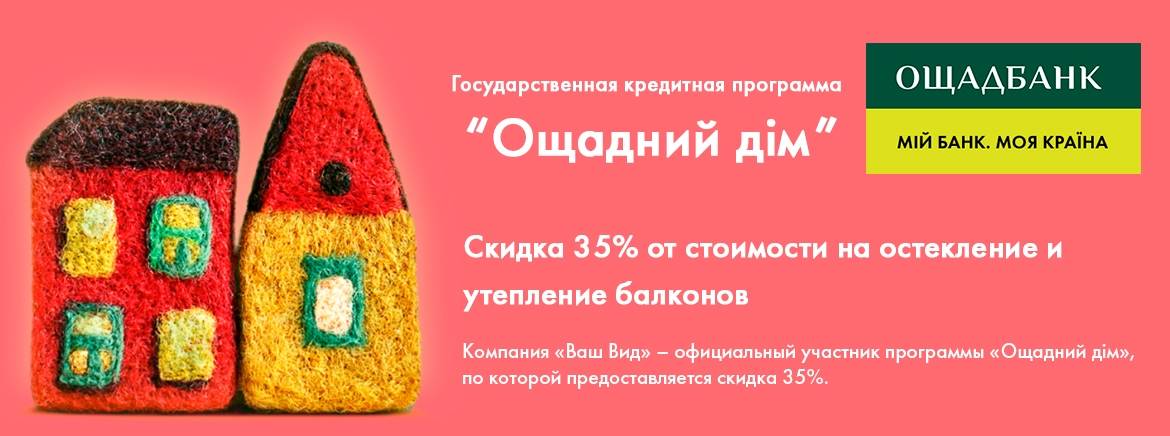 Государственная кредитная программа
“Ощадний дім”
ОЩАДБАНК
МІЙ БАНК. МОЯ КРАЇНА
Скидка 35% от стоимости на остекление и
утепление балконов
Компания «Ваш Вид» – официальный участник программы «Ощадний дім»,
по которой предоставляется скидка 35%.